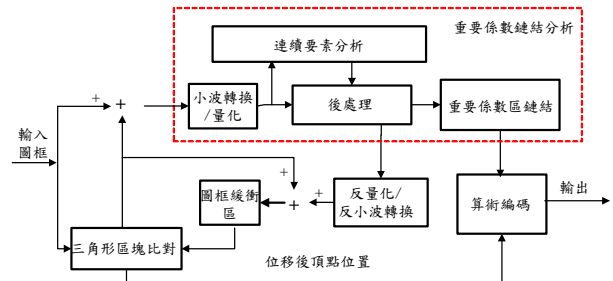 重要係數鏈結分析
連續要素分析
小波轉換
/量化
後處理
重要係數區鏈結
+
+
輸入
圖框
+
+
+
圖框緩衝
區
反量化/
反小波轉換
算術編碼
輸出
三角形區塊比對
位移後頂點位置